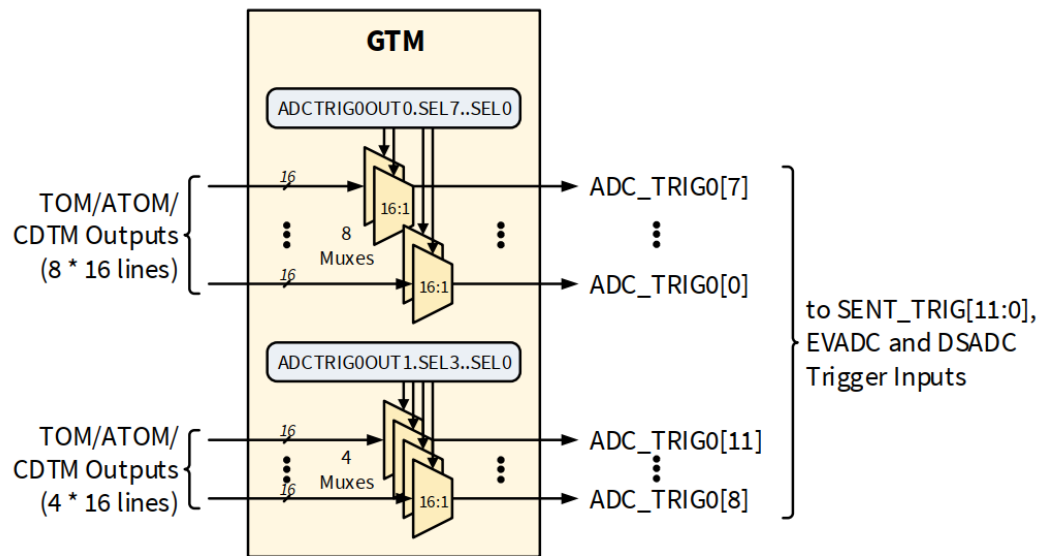 GTM
ADCTRIG0OUT0.SEL7..SEL0
TOM/ATOM/
CDTM Outputs
(8 * 16 lines)
16
16:1
ADC_TRIG0[7]
8
Muxes
16
16:1
ADC_TRIG0[0]
to SENT_TRIG[11:0],
EVADC and DSADC
Trigger Inputs
ADCTRIG0OUT1.SEL3..SEL0
TOM/ATOM/
CDTM Outputs
(4 * 16 lines)
16
ADC_TRIG0[11]
4
Muxes
16
16:1
ADC_TRIG0[8]